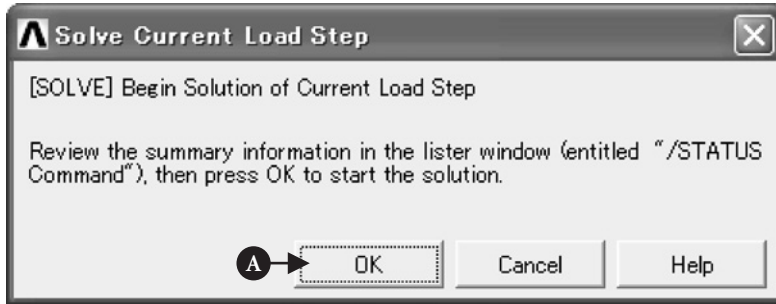 Solve Current Load Step
[SOLVE] Begin Solution of Current Load Step
Review the summary information in the lister window (entitled "/STATUS
Command"), then press OK to start the solution.
A OK Cancel Help